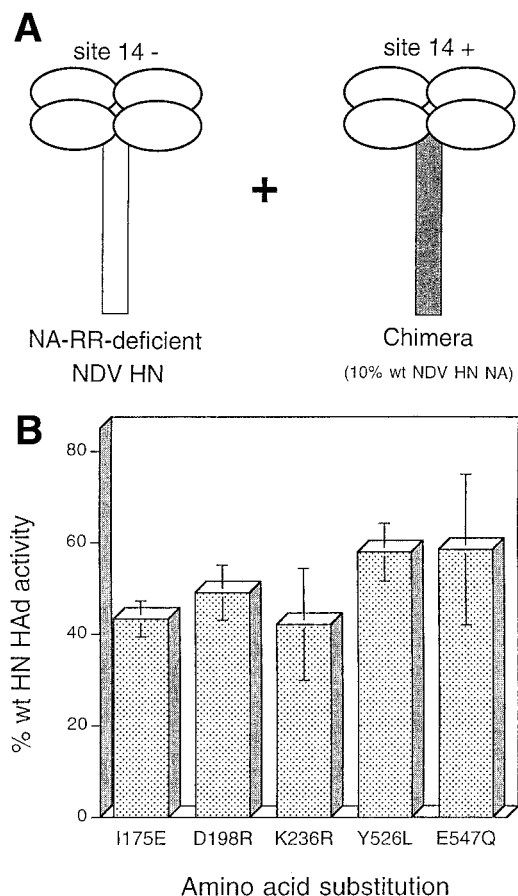 A
site 14 -
site 14 +
+
NA-RR-deficient
NDV HN
Chimera
(10% wt NDV HN NA)
B
% wt HN HAd activity
80
60
40
20
0
I175E D198R K236R Y526L E547Q
Amino acid substitution